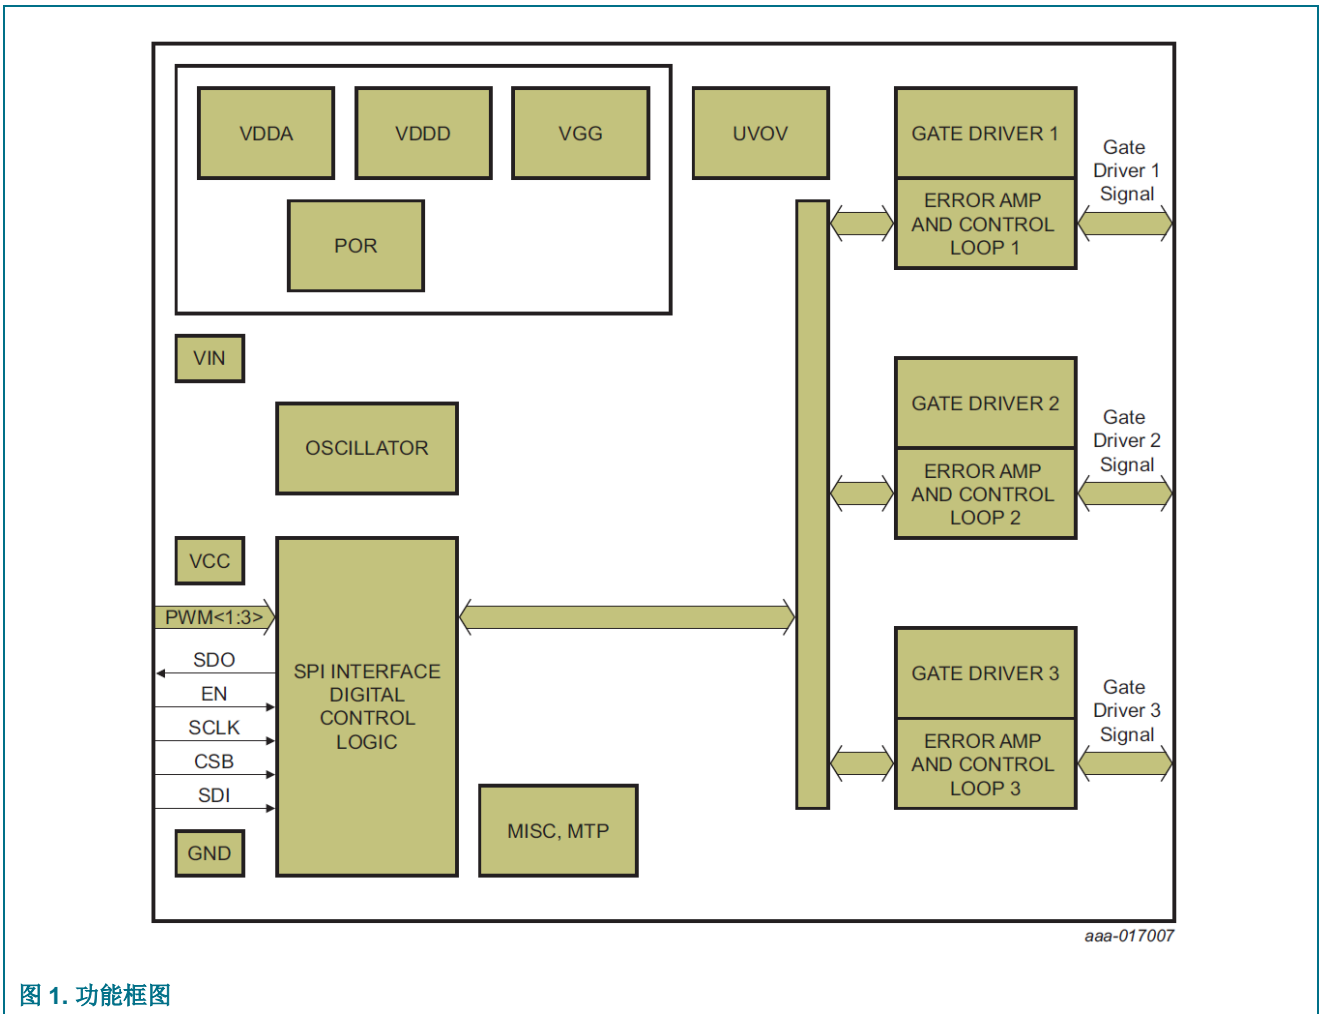 VDDA
VDDD
VGG
UVOV
POR
GATE DRIVER 1
ERROR AMP
AND CONTROL
LOOP 1
Gate
Driver 1
Signal
VIN
OSCILLATOR
GATE DRIVER 2
ERROR AMP
AND CONTROL
LOOP 2
Gate
Driver 2
Signal
VCC
PWM<1:3>
SDO
EN
SCLK
CSB
SDI
GND
SPI INTERFACE
DIGITAL
CONTROL
LOGIC
MISC, MTP
GATE DRIVER 3
ERROR AMP
AND CONTROL
LOOP 3
Gate
Driver 3
Signal
aaa-017007
图 1. 功能框图